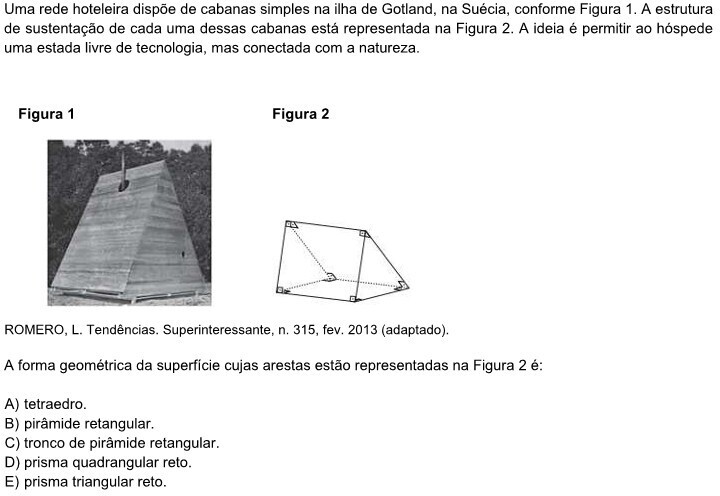 Uma rede hoteleira dispõe de cabanas simples na ilha de Gotland, na Suécia, conforme Figura 1. A estrutura
de sustentação de cada uma dessas cabanas está representada na Figura 2. A ideia é permitir ao hóspede
uma estada livre de tecnologia, mas conectada com a natureza.
Figura 1
Figura 2
ROMERO, L. Tendências. Superinteressante, n. 315, fev. 2013 (adaptado).
A forma geométrica da superfície cujas arestas estão representadas na Figura 2 é:
A) tetraedro.
B) pirâmide retangular.
C) tronco de pirâmide retangular.
D) prisma quadrangular reto.
E) prisma triangular reto.